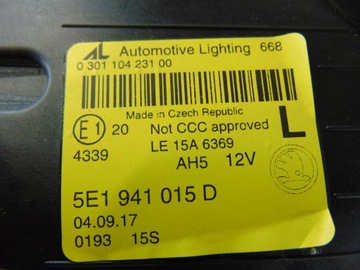 AL Automotive Lighting 668
0 301 104 231 00
Made in Czech Republic
E1 20 Not CCC approved L
4339 LE 15A 6369
AH5 12V
5E1 941 015 D
04.09.17
0193 15S